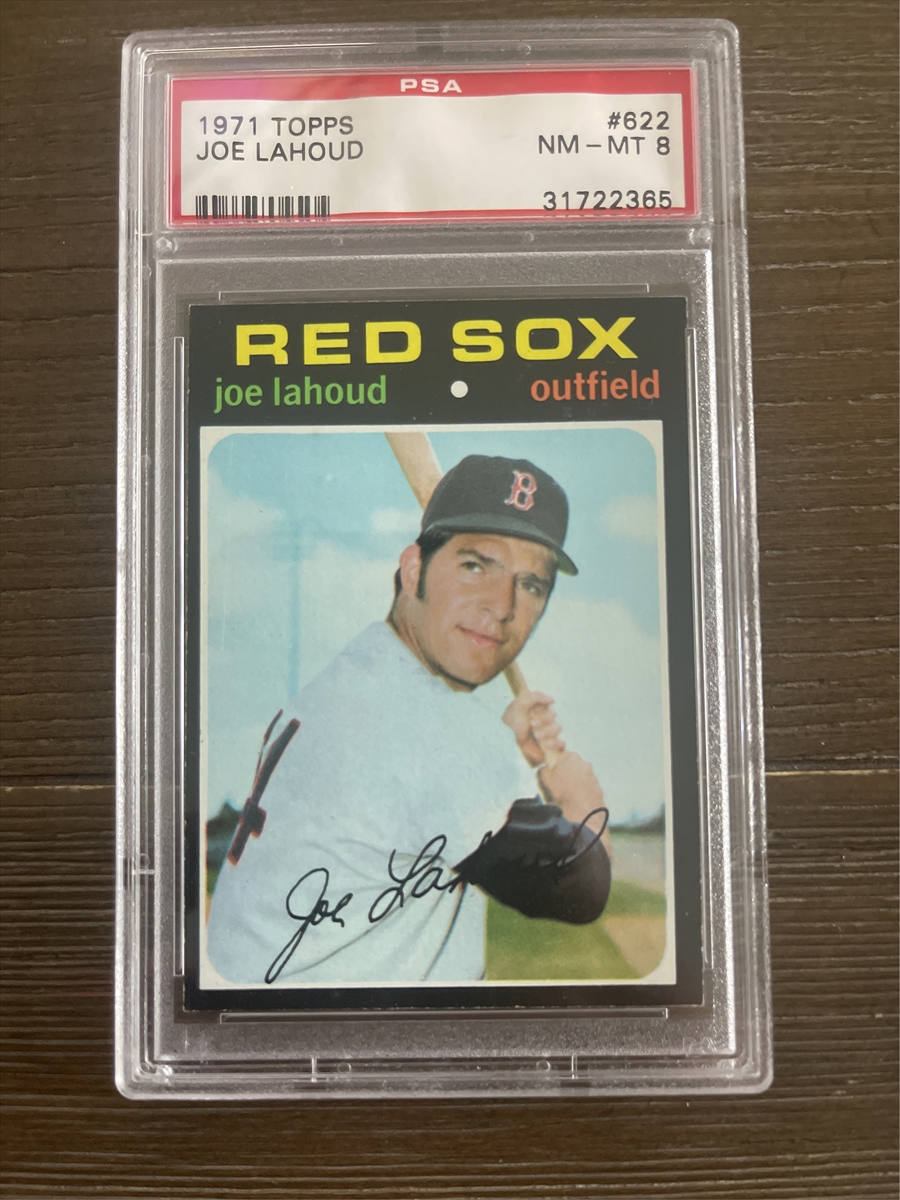 PSA
1971 TOPPS #622
JOE LAHOUD NM - MT 8
31722365
RED SOX
joe lahoud outfield
B
Joe Lahoud